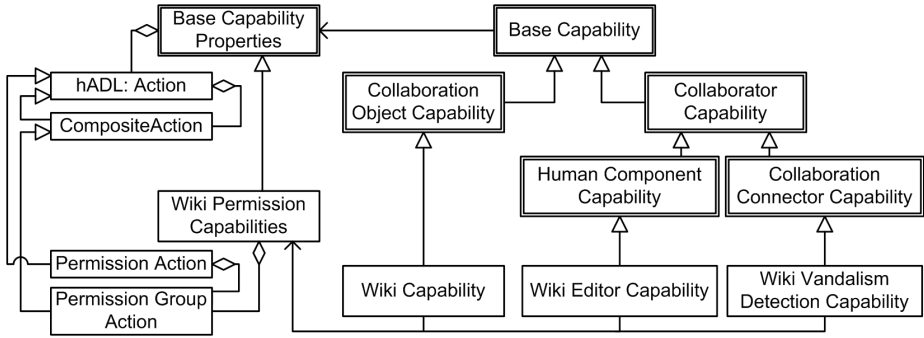 Base Capability
Properties
Base Capability
hADL: Action
CompositeAction
Collaboration
Object Capability
Collaborator
Capability
Human Component
Capability
Collaboration
Connector Capability
Wiki Permission
Capabilities
Permission Action
Permission Group
Action
Wiki Capability
Wiki Editor Capability
Wiki Vandalism
Detection Capability